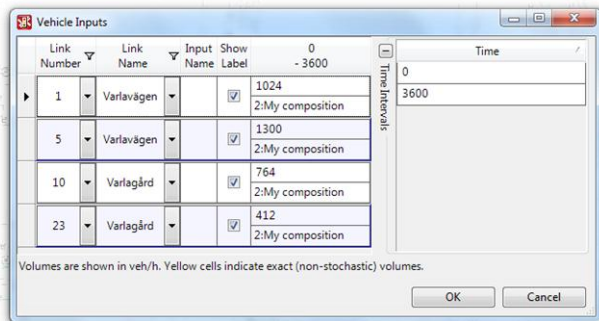 Vehicle Inputs
Link Number Link Name Input Name Show Label 0 - 3600
1 Varlavägen 1024
2:My composition
5 Varlavägen 1300
2:My composition
10 Varlagård 764
2:My composition
23 Varlagård 412
2:My composition
Time Intervals
Time
0
3600
Volumes are shown in veh/h. Yellow cells indicate exact (non-stochastic) volumes.
OK Cancel